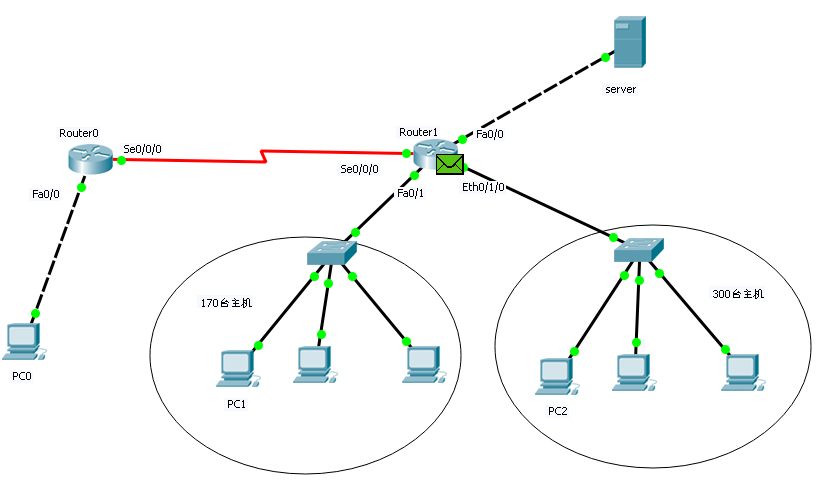 server
Router0
Se0/0/0
Router1
Fa0/0
Se0/0/0
Fa0/1
Eth0/1/0
Fa0/0
170台主机
300台主机
PC0
PC1
PC2